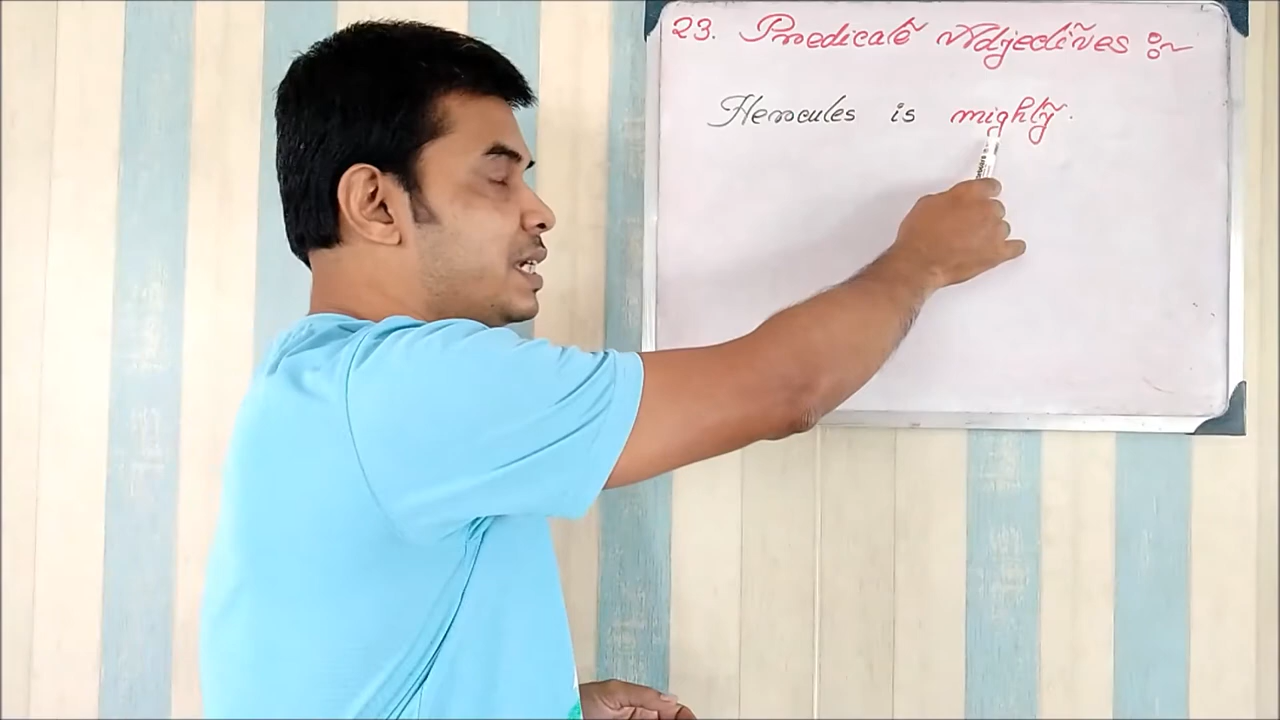 23. Predicate Adjectives :~
Hercules is mighty.